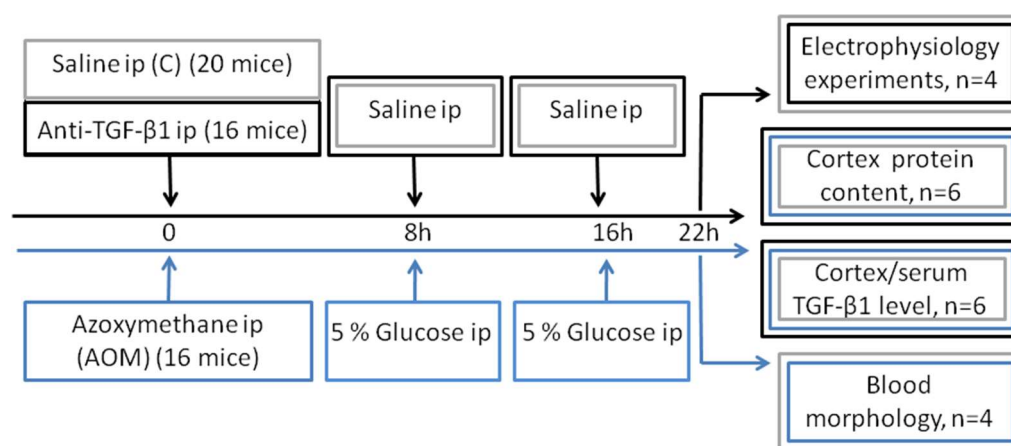 Saline ip (C) (20 mice)
Anti-TGF-β1 ip (16 mice)
Saline ip
Saline ip
Electrophysiology
experiments, n=4
Cortex protein
content, n=6
0
8h
16h
22h
Cortex/serum
TGF-β1 level, n=6
Azoxymethane ip
(AOM) (16 mice)
5 % Glucose ip
5 % Glucose ip
Blood
morphology, n=4